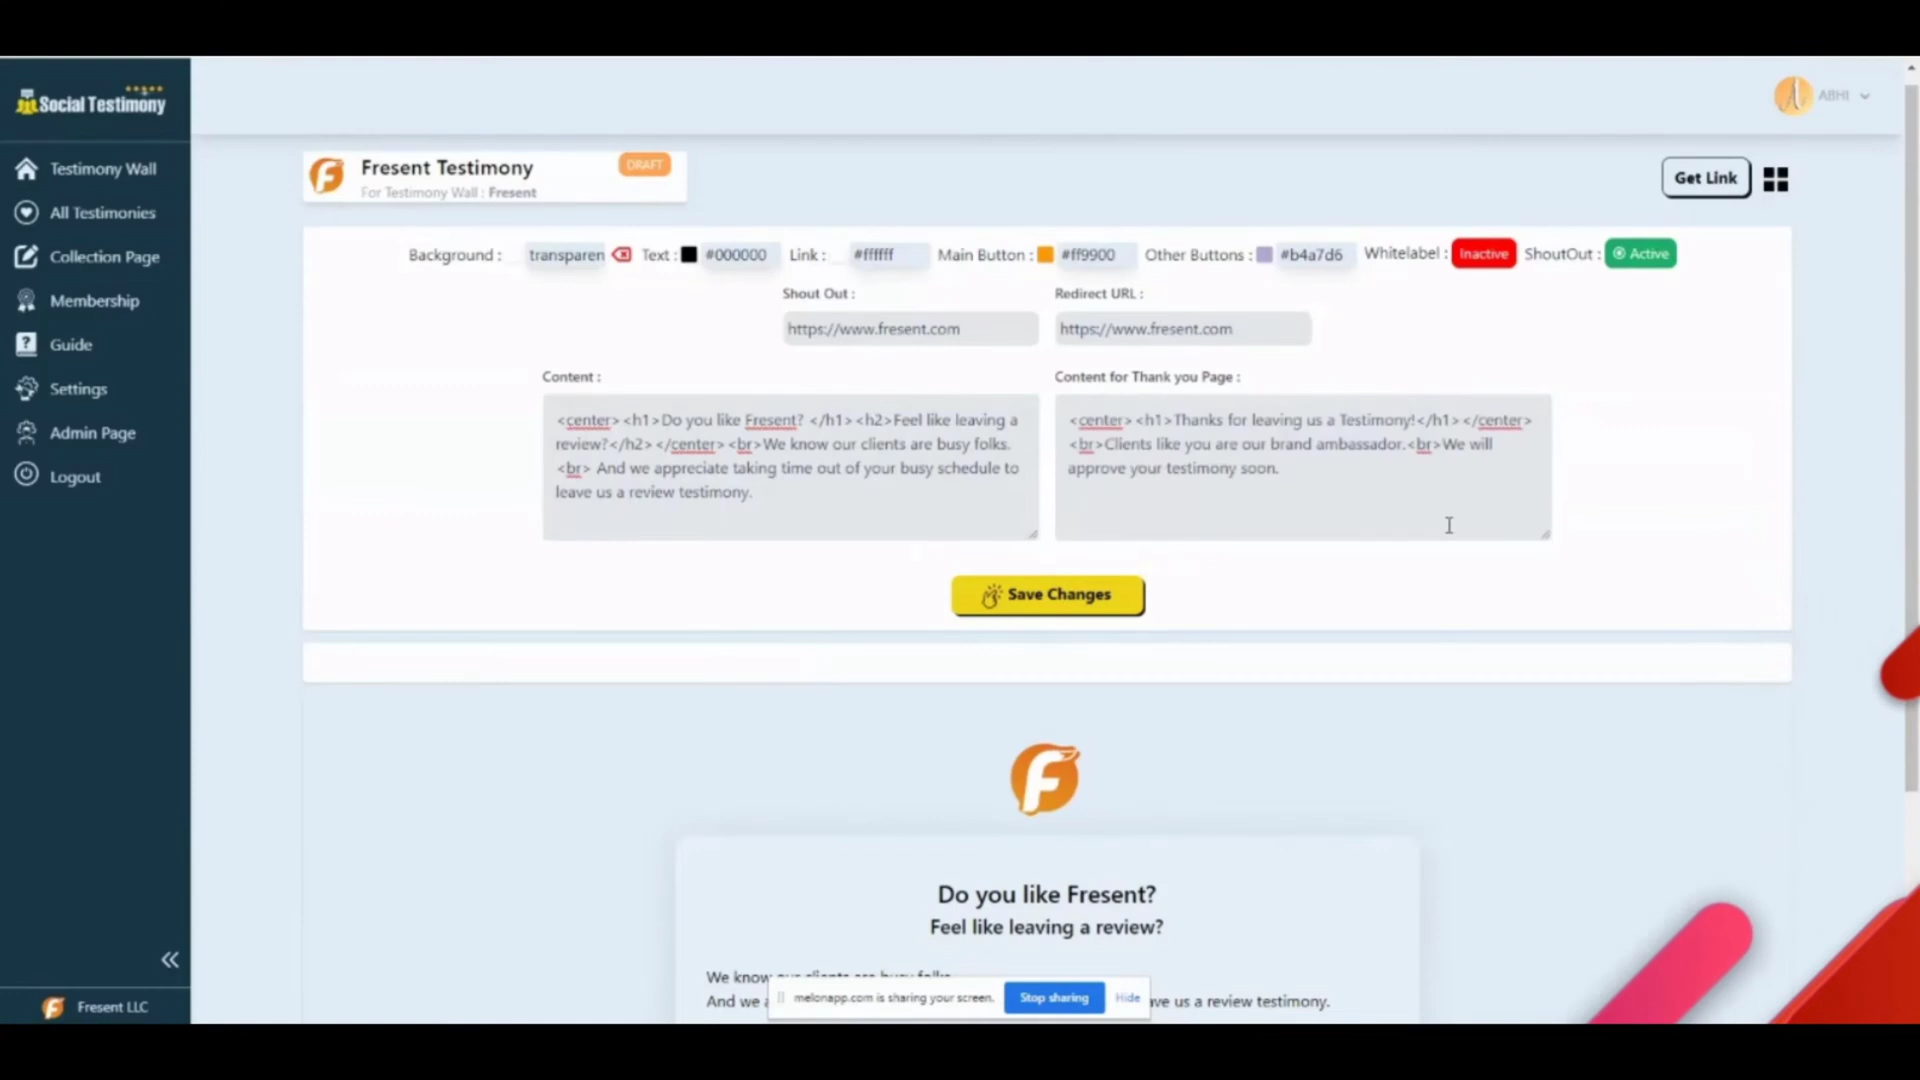 Social Testimony
ABHI
Testimony Wall
All Testimonies
Collection Page
Membership
Guide
Settings
Admin Page
Logout
Fresent LLC
Fresent Testimony
DRAFT
For Testimony Wall : Fresent
Get Link
Background : transparen Text : #000000 Link : #ffffff Main Button : #ff9900 Other Buttons : #b4a7d6 Whitelabel : Inactive ShoutOut : Active
Shout Out :
https://www.fresent.com
Redirect URL :
https://www.fresent.com
Content :
<center> <h1>Do you like Fresent? </h1> <h2>Feel like leaving a
review?</h2> </center> <br>We know our clients are busy folks.
<br> And we appreciate taking time out of your busy schedule to
leave us a review testimony.
Content for Thank you Page :
<center> <h1>Thanks for leaving us a Testimony!</h1> </center>
<br>Clients like you are our brand ambassador.<br>We will
approve your testimony soon.
Save Changes
F
Do you like Fresent?
Feel like leaving a review?
We know our clients are busy folks.
And we a ve us a review testimony.
melonapp.com is sharing your screen. Stop sharing Hide